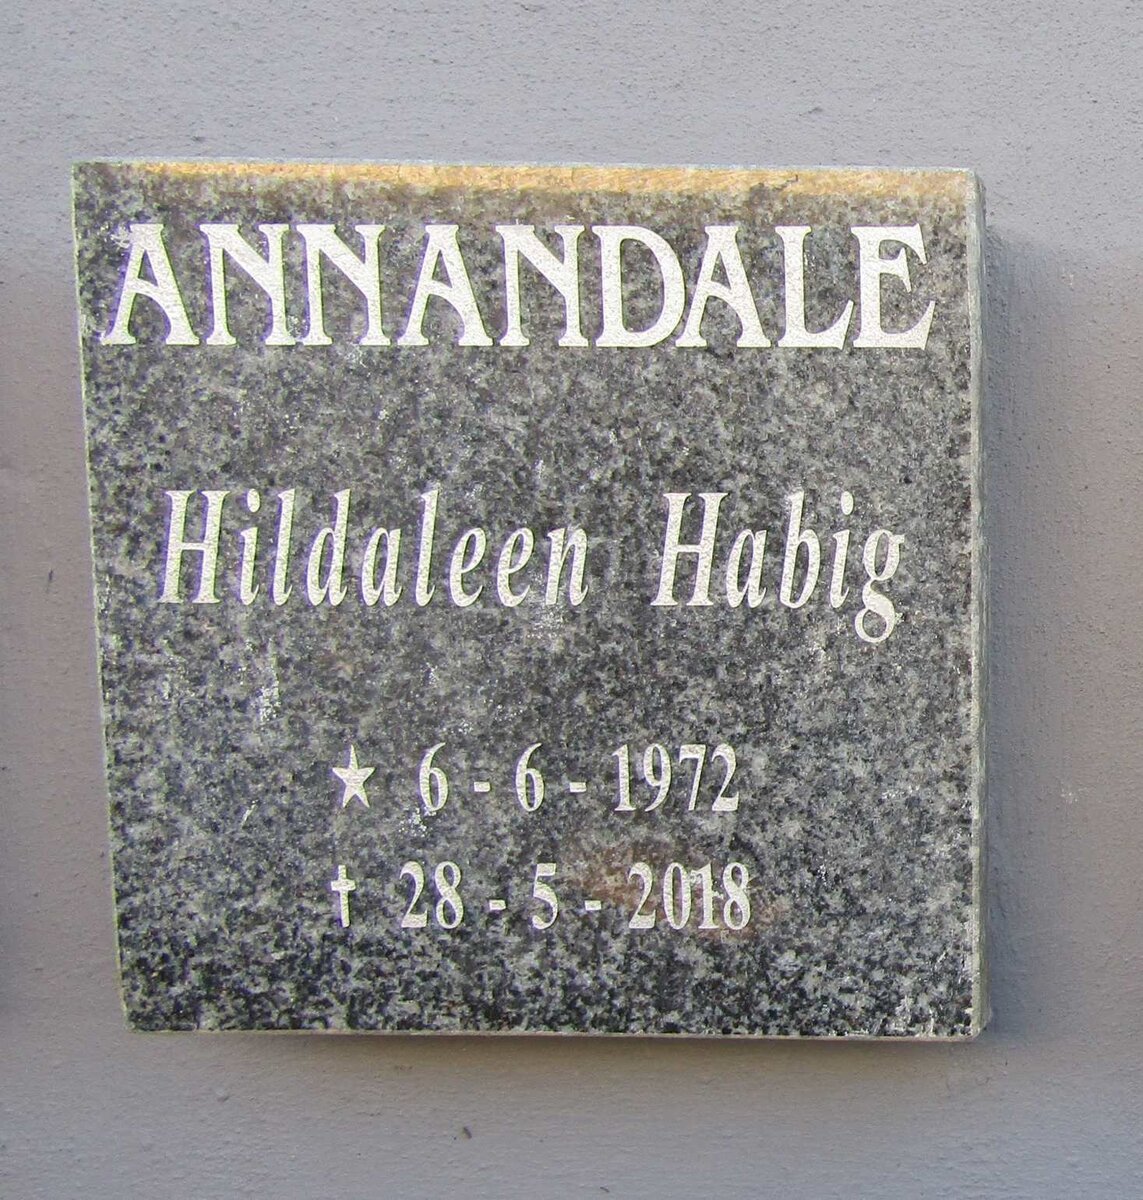 ANNANDALE
Hildaleen Habig
★ 6 - 6 - 1972
✝ 28 - 5 - 2018